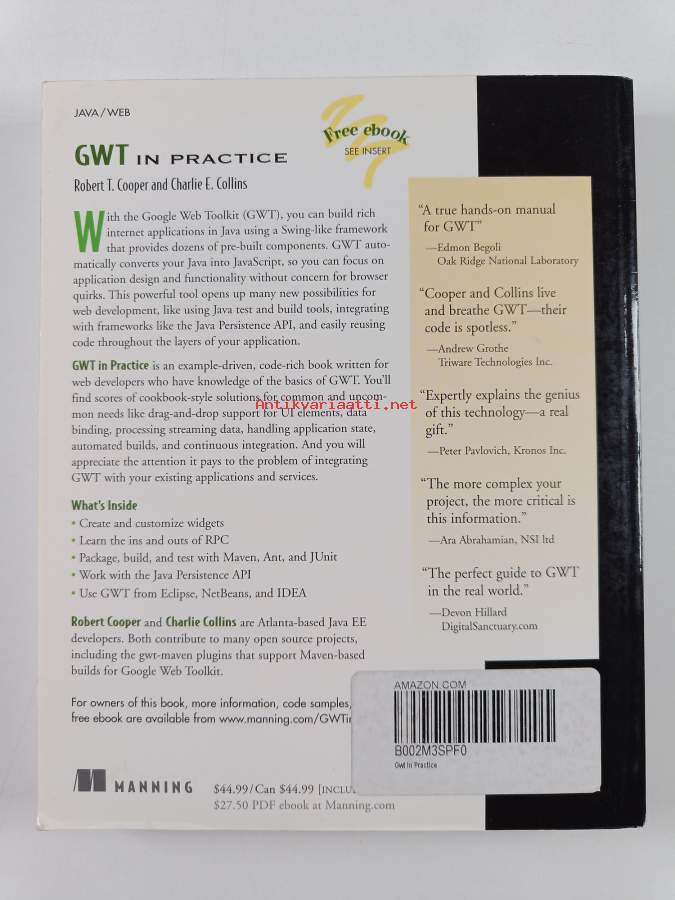 JAVA/WEB
GWT IN PRACTICE
Robert T. Cooper and Charlie E. Collins
Free ebook
SEE INSERT
With the Google Web Toolkit (GWT), you can build rich
internet applications in Java using a Swing-like framework
that provides dozens of pre-built components. GWT auto-
matically converts your Java into JavaScript, so you can focus on
application design and functionality without concern for browser
quirks. This powerful tool opens up many new possibilities for
web development, like using Java test and build tools, integrating
with frameworks like the Java Persistence API, and easily reusing
code throughout the layers of your application.
GWT in Practice is an example-driven, code-rich book written for
web developers who have knowledge of the basics of GWT. You'll
find scores of cookbook-style solutions for common and uncom-
mon needs like drag-and-drop support for UI elements, data
binding, processing streaming data, handling application state,
automated builds, and continuous integration. And you will
appreciate the attention it pays to the problem of integrating
GWT with your existing applications and services.
What's Inside
• Create and customize widgets
• Learn the ins and outs of RPC
• Package, build, and test with Maven, Ant, and JUnit
• Work with the Java Persistence API
• Use GWT from Eclipse, NetBeans, and IDEA
Robert Cooper and Charlie Collins are Atlanta-based Java EE
developers. Both contribute to many open source projects,
including the gwt-maven plugins that support Maven-based
builds for Google Web Toolkit.
For owners of this book, more information, code samples,
free ebook are available from www.manning.com/GWTin
MANNING
$44.99/Can $44.99 [INCLU
$27.50 PDF ebook at Manning.com
"A true hands-on manual
for GWT"
—Edmon Begoli
Oak Ridge National Laboratory
"Cooper and Collins live
and breathe GWT—their
code is spotless."
—Andrew Grothe
Triware Technologies Inc.
"Expertly explains the genius
of this technology—a real
gift."
—Peter Pavlovich, Kronos Inc.
"The more complex your
project, the more critical is
this information."
—Ara Abrahamian, NSI ltd
"The perfect guide to GWT
in the real world."
—Devon Hillard
DigitalSanctuary.com
AMAZON.COM
B002M3SPF0
Gwt in Practice
Antikvariaatti.net